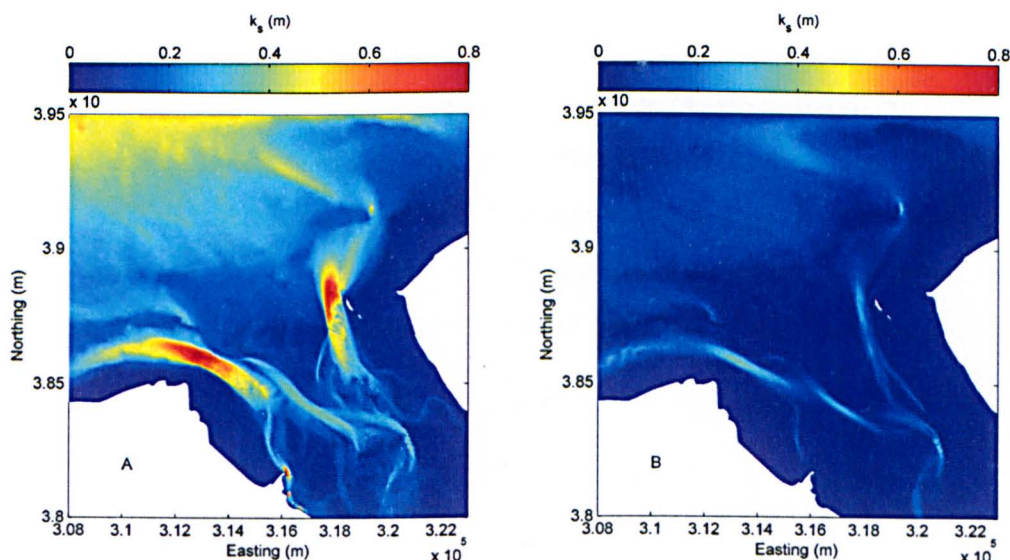 k_s (m)
0 0.2 0.4 0.6 0.8
x 10
3.95
3.9
3.85
3.8
Northing (m)
A
3.08 3.1 3.12 3.14 3.16 3.18 3.2 3.22
Easting (m)
x 10^5
k_s (m)
0 0.2 0.4 0.6 0.8
x 10
3.95
3.9
3.85
3.8
Northing (m)
B
3.08 3.1 3.12 3.14 3.16 3.18 3.2 3.22
Easting (m)
x 10^5